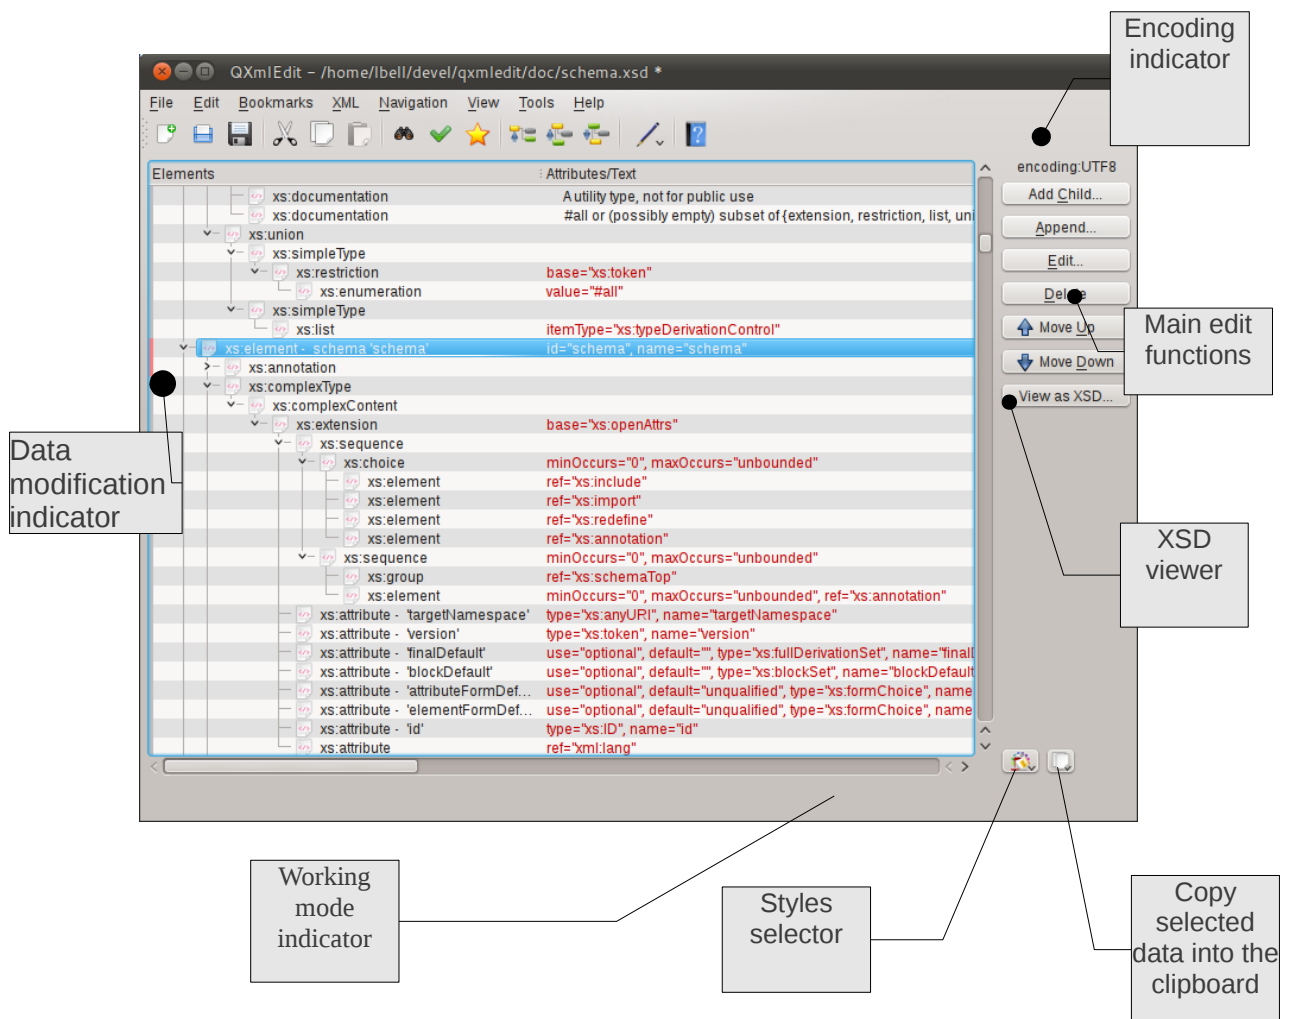 Encoding
indicator
QXmlEdit – /home/lbell/devel/qxmledit/doc/schema.xsd *
File Edit Bookmarks XML Navigation View Tools Help
encoding:UTF8
Elements Attributes/Text
Add Child...
Append...
Edit...
Delete
Move Up
Move Down
View as XSD...
xs:documentation A utility type, not for public use
xs:documentation #all or (possibly empty) subset of {extension, restriction, list, uni
xs:union
xs:simpleType
xs:restriction base="xs:token"
xs:enumeration value="#all"
xs:simpleType
xs:list itemType="xs:typeDerivationControl"
xs:element - schema 'schema' id="schema", name="schema"
xs:annotation
xs:complexType
xs:complexContent
xs:extension base="xs:openAttrs"
xs:sequence
xs:choice minOccurs="0", maxOccurs="unbounded"
xs:element ref="xs:include"
xs:element ref="xs:import"
xs:element ref="xs:redefine"
xs:element ref="xs:annotation"
xs:sequence minOccurs="0", maxOccurs="unbounded"
xs:group ref="xs:schemaTop"
xs:element minOccurs="0", maxOccurs="unbounded", ref="xs:annotation"
xs:attribute - 'targetNamespace' type="xs:anyURI", name="targetNamespace"
xs:attribute - 'version' type="xs:token", name="version"
xs:attribute - 'finalDefault' use="optional", default="", type="xs:fullDerivationSet", name="final
xs:attribute - 'blockDefault' use="optional", default="", type="xs:blockSet", name="blockDefault
xs:attribute - 'attributeFormDef... use="optional", default="unqualified", type="xs:formChoice", name
xs:attribute - 'elementFormDef... use="optional", default="unqualified", type="xs:formChoice", name
xs:attribute - 'id' type="xs:ID", name="id"
xs:attribute ref="xml:lang"
Main edit
functions
Data
modification
indicator
XSD
viewer
Working
mode
indicator
Styles
selector
Copy
selected
data into the
clipboard